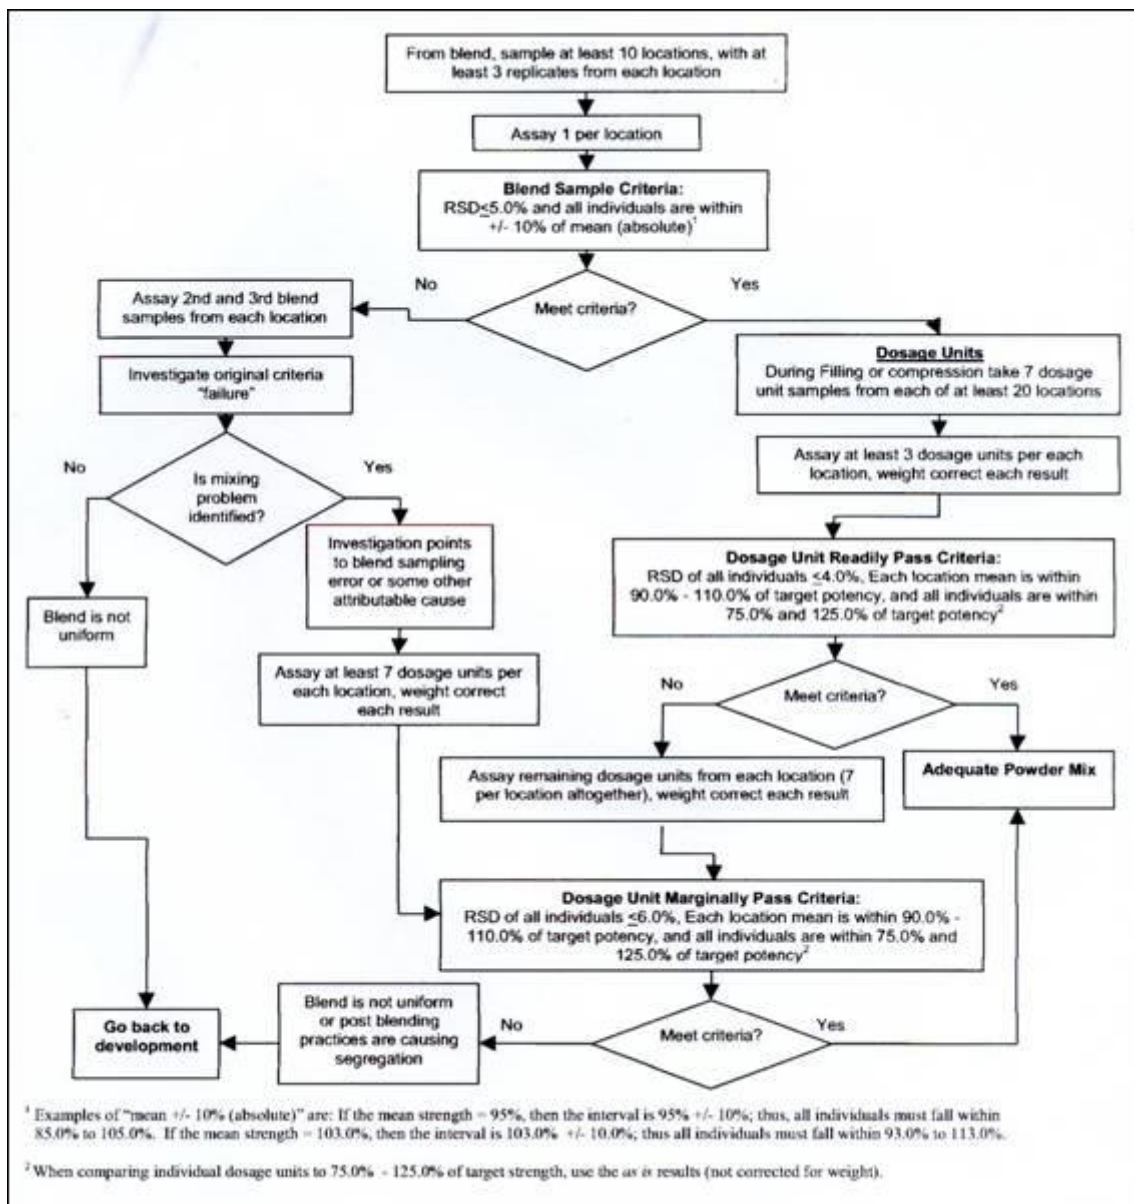 From blend, sample at least 10 locations, with at
least 3 replicates from each location
Assay 1 per location
Blend Sample Criteria:
RSD≤5.0% and all individuals are within
+/- 10% of mean (absolute)1
Meet criteria?
No
Yes
Assay 2nd and 3rd blend
samples from each location
Investigate original criteria
"failure"
Is mixing
problem
identified?
No
Yes
Blend is not
uniform
Investigation points
to blend sampling
error or some other
attributable cause
Assay at least 7 dosage units per
each location, weight correct
each result
Dosage Units
During Filling or compression take 7 dosage
unit samples from each of at least 20 locations
Assay at least 3 dosage units per each
location, weight correct each result
Dosage Unit Readily Pass Criteria:
RSD of all individuals ≤4.0%, Each location mean is within
90.0% - 110.0% of target potency, and all individuals are within
75.0% and 125.0% of target potency2
Meet criteria?
No
Yes
Assay remaining dosage units from each location (7
per location altogether), weight correct each result
Adequate Powder Mix
Dosage Unit Marginally Pass Criteria:
RSD of all individuals ≤6.0%, Each location mean is within 90.0% -
110.0% of target potency, and all individuals are within 75.0% and
125.0% of target potency2
Meet criteria?
No
Yes
Blend is not uniform
or post blending
practices are causing
segregation
Go back to
development
1 Examples of "mean +/- 10% (absolute)" are: If the mean strength = 95%, then the interval is 95% +/- 10%; thus, all individuals must fall within
85.0% to 105.0%. If the mean strength = 103.0%, then the interval is 103.0% +/- 10.0%; thus all individuals must fall within 93.0% to 113.0%.
2 When comparing individual dosage units to 75.0% - 125.0% of target strength, use the as is results (not corrected for weight).